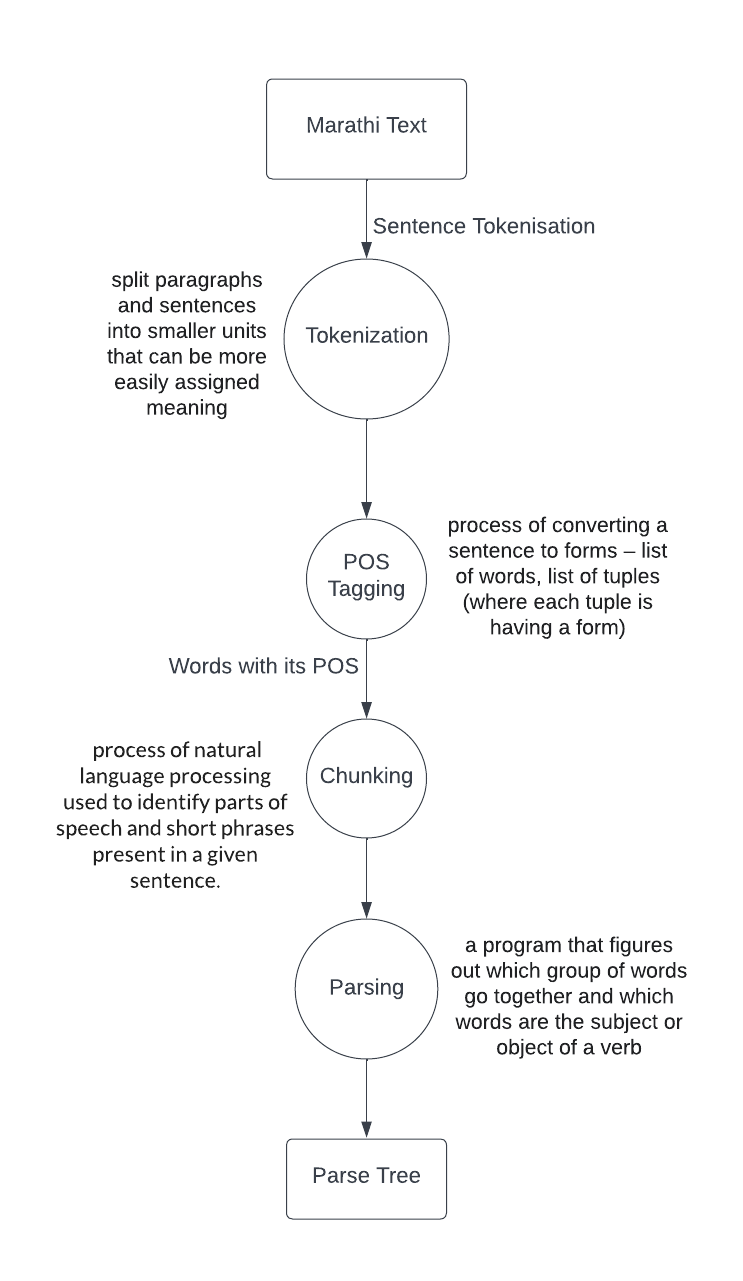 Marathi Text
Sentence Tokenisation
split paragraphs
and sentences
into smaller units
that can be more
easily assigned
meaning
Tokenization
process of converting a
sentence to forms – list
of words, list of tuples
(where each tuple is
having a form)
POS
Tagging
Words with its POS
process of natural
language processing
used to identify parts of
speech and short phrases
present in a given
sentence.
Chunking
a program that figures
out which group of words
go together and which
words are the subject or
object of a verb
Parsing
Parse Tree